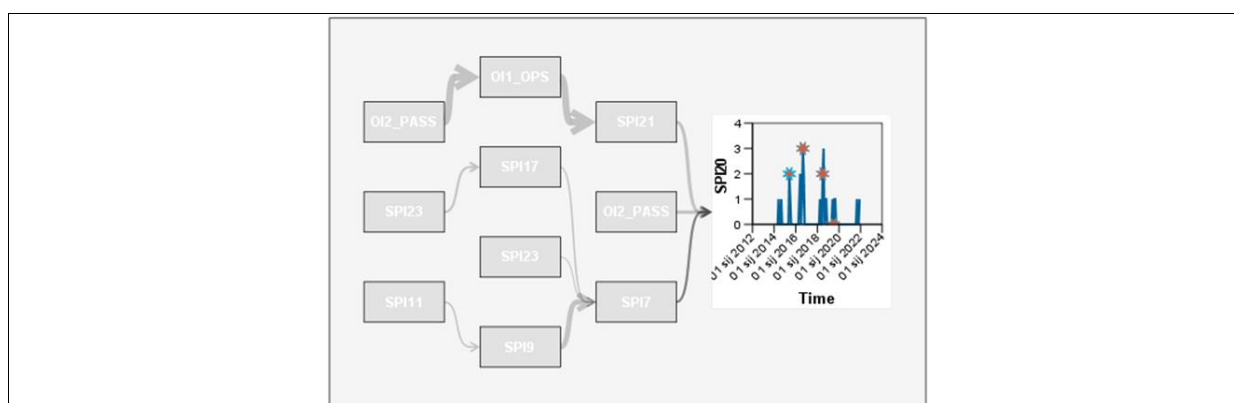 OI1_OPS
OI2_PASS
SPI21
SPI17
SPI23
OI2_PASS
SPI23
SPI11
SPI7
SPI9
SPI20
4
3
2
1
0
01 sij 2012
01 sij 2014
01 sij 2016
01 sij 2018
01 sij 2020
01 sij 2022
01 sij 2024
Time